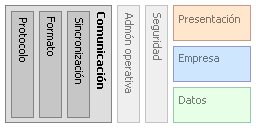 Protocolo
Formato
Sincronización
Comunicación
Admón operativa
Seguridad
Presentación
Empresa
Datos